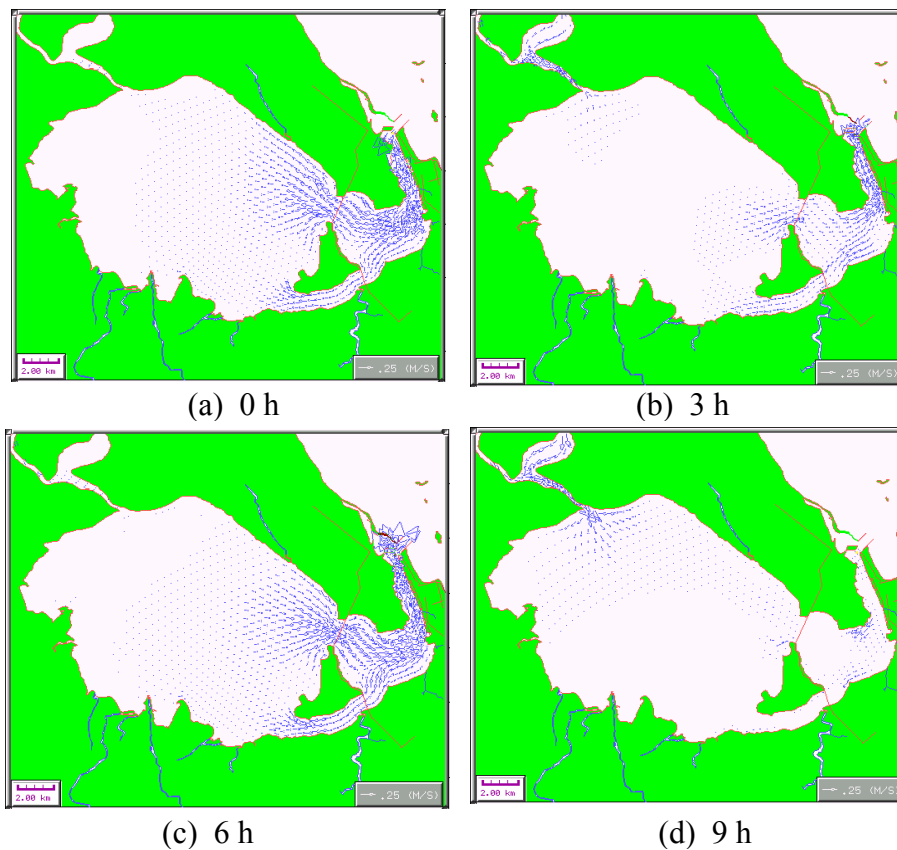 2.00 km
.25 (M/S)
2.00 km
.25 (M/S)
(a) 0 h
(b) 3 h
2.00 km
.25 (M/S)
2.00 km
.25 (M/S)
(c) 6 h
(d) 9 h